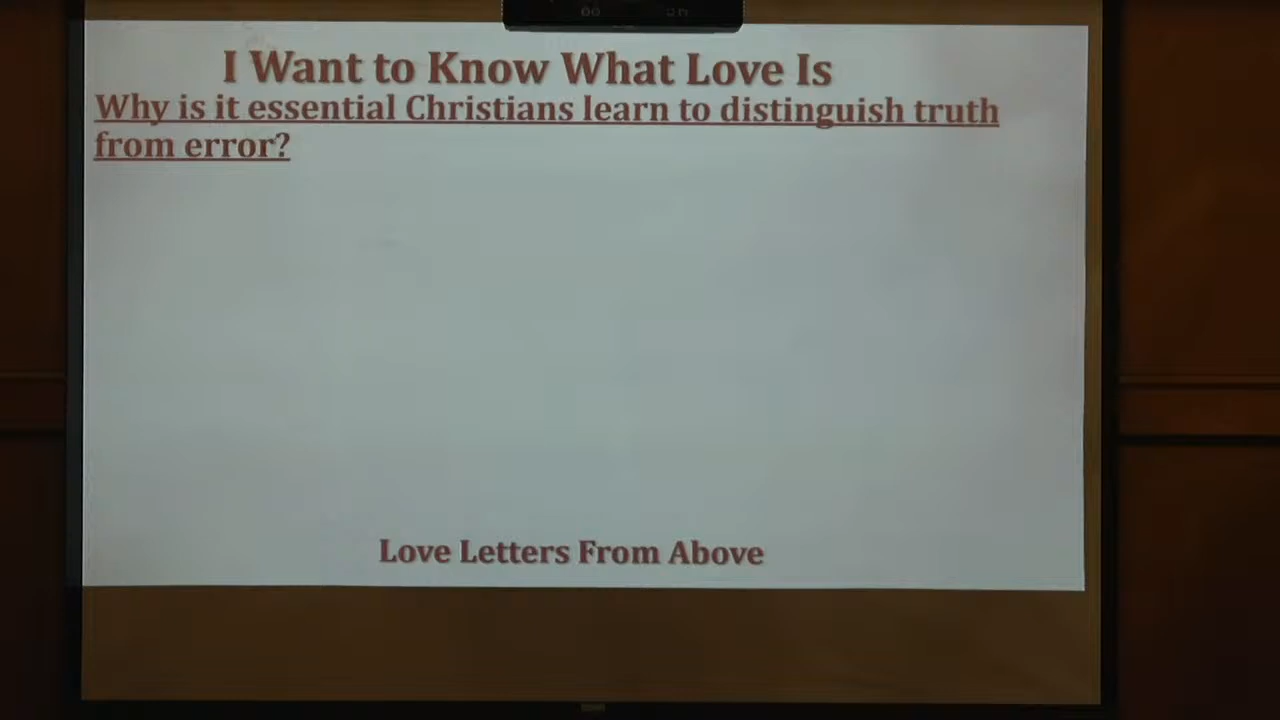 I Want to Know What Love Is
Why is it essential Christians learn to distinguish truth
from error?
Love Letters From Above